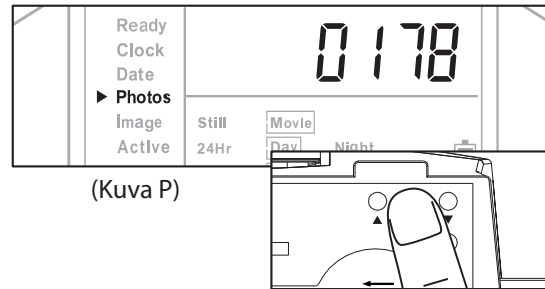 Ready
Clock
Date
▶ Photos
Image
Active
0178
Still Movie
24Hr Day Night
(Kuva P)
▲ ▼